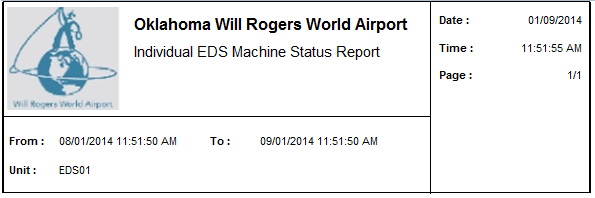 Oklahoma Will Rogers World Airport
Individual EDS Machine Status Report
Will Rogers World Airport
Date : 01/09/2014
Time : 11:51:55 AM
Page : 1/1
From : 08/01/2014 11:51:50 AM To : 09/01/2014 11:51:50 AM
Unit : EDS01